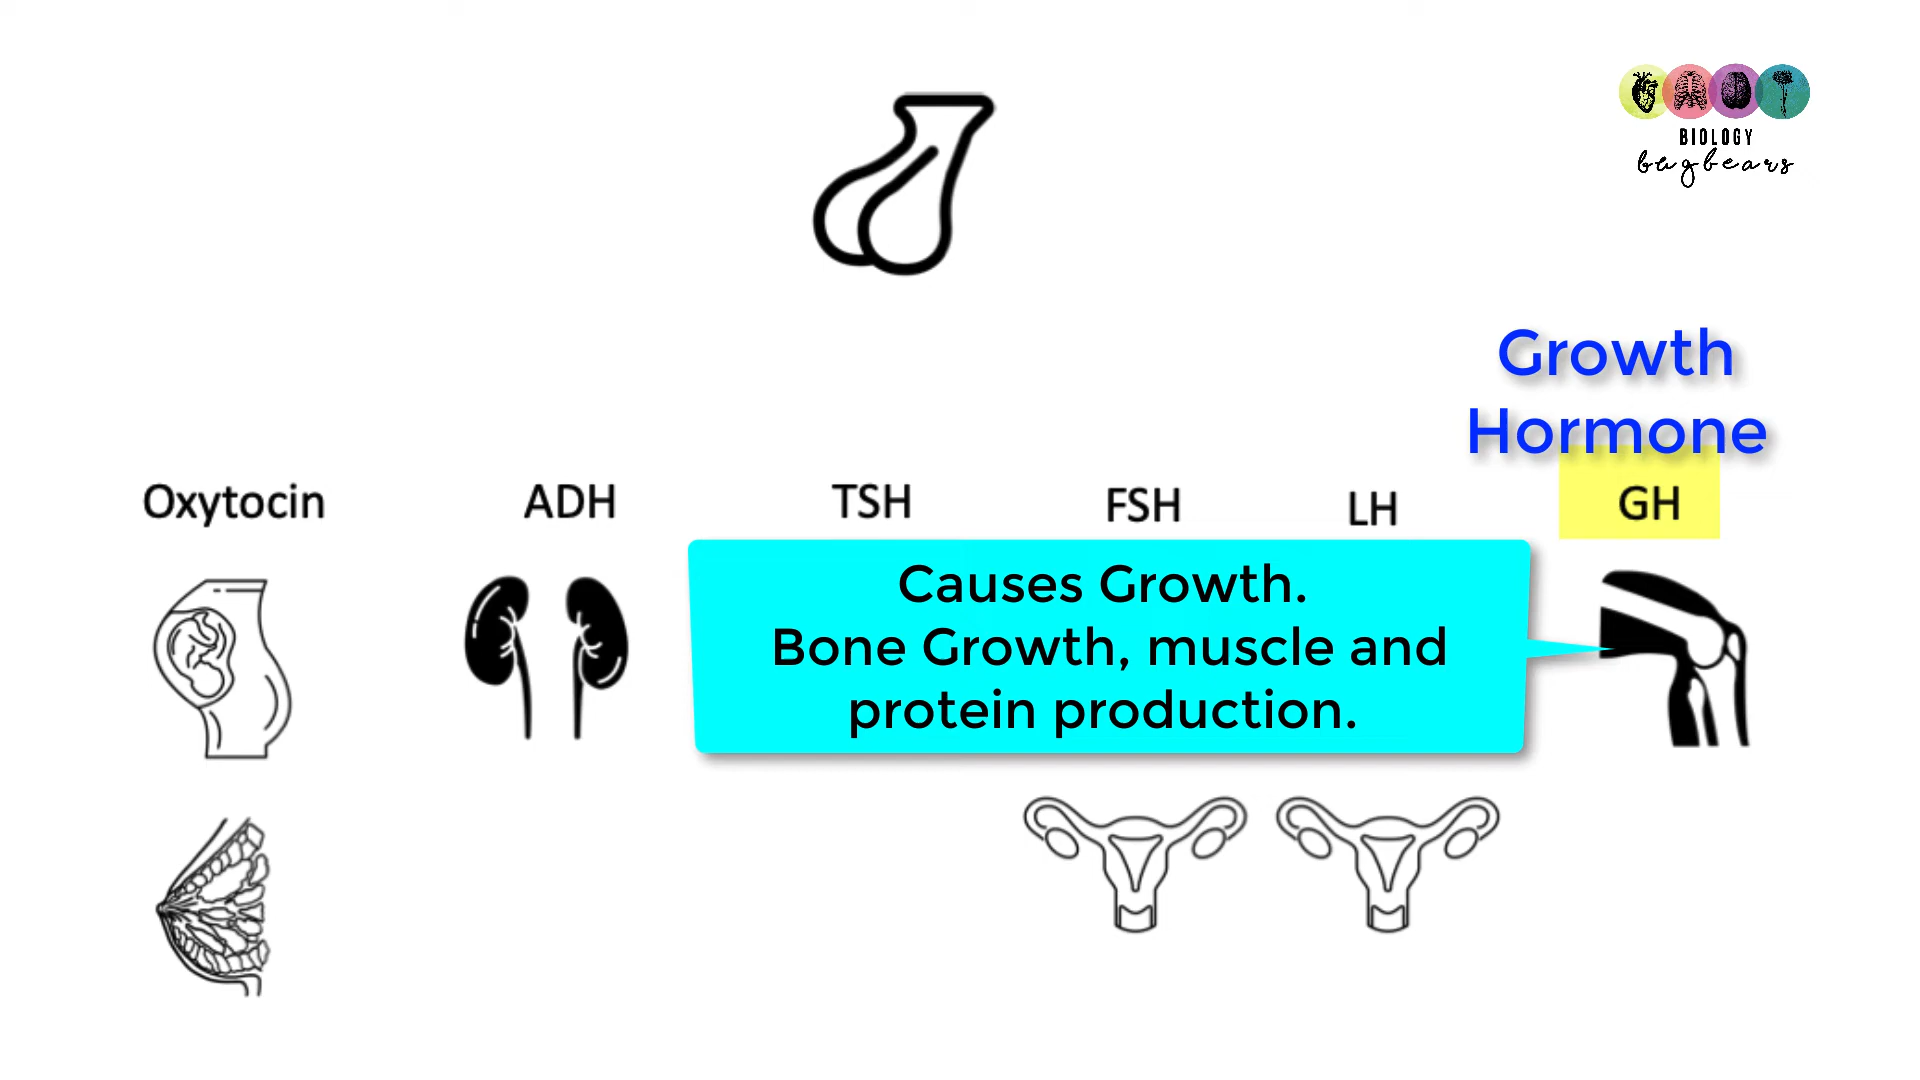 BIOLOGY
bugbears
Growth
Hormone
Oxytocin
ADH
TSH
FSH
LH
GH
Causes Growth.
Bone Growth, muscle and
protein production.